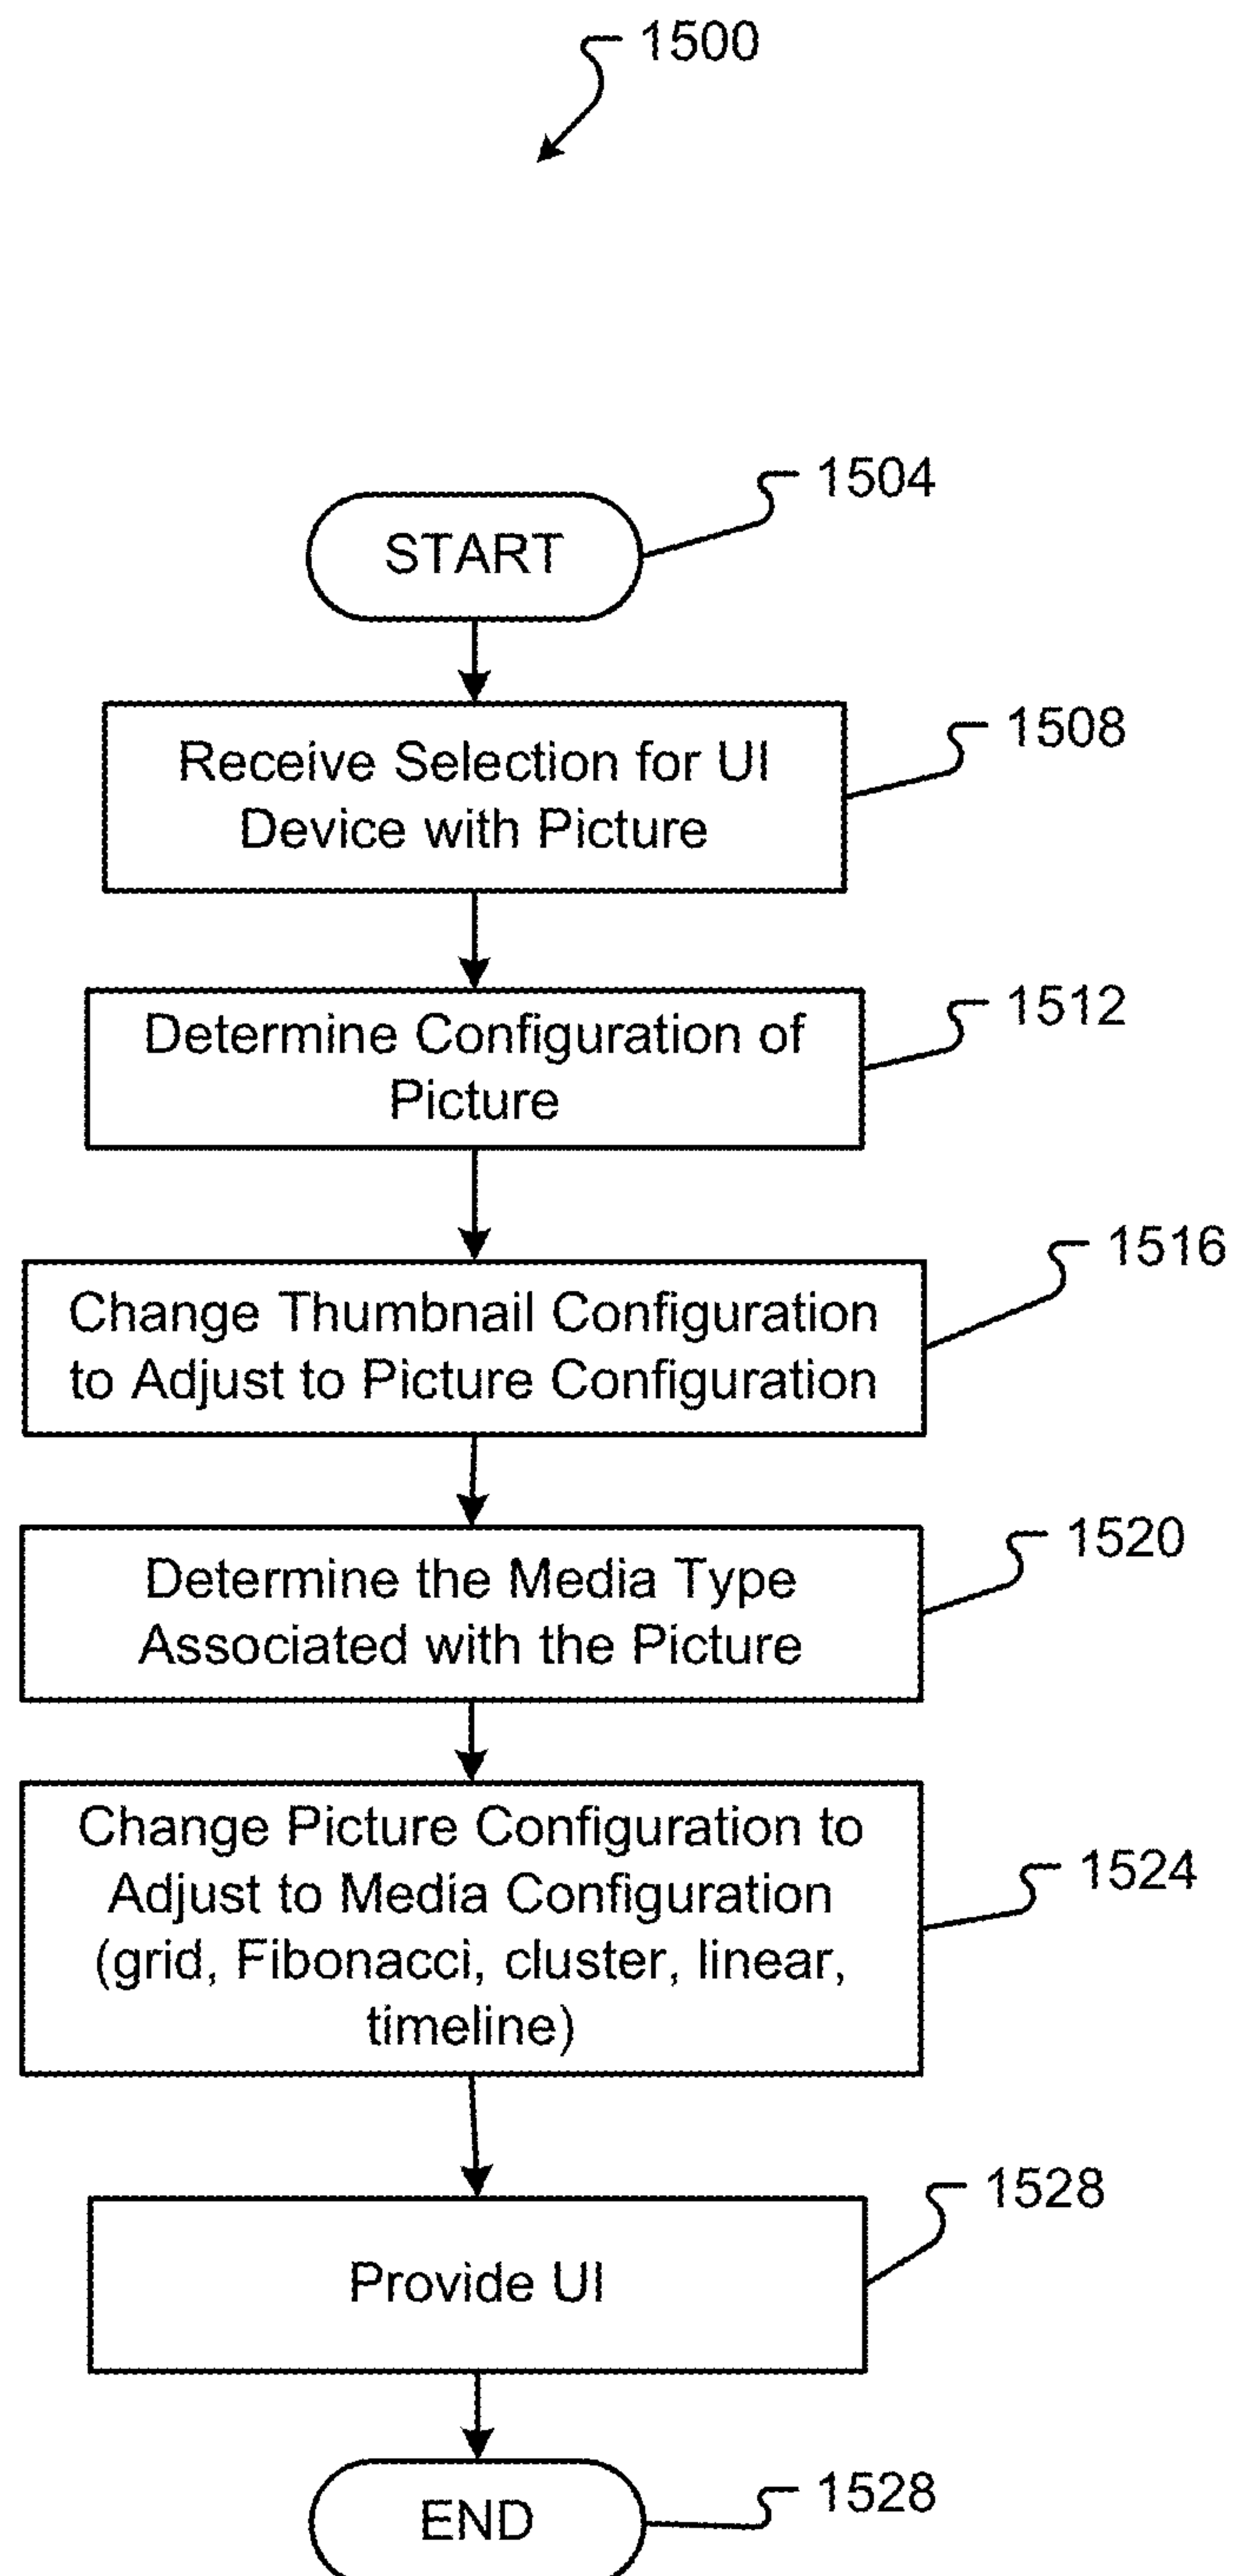 1500
START
1504
Receive Selection for UI
Device with Picture
1508
Determine Configuration of
Picture
1512
Change Thumbnail Configuration
to Adjust to Picture Configuration
1516
Determine the Media Type
Associated with the Picture
1520
Change Picture Configuration to
Adjust to Media Configuration
(grid, Fibonacci, cluster, linear,
timeline)
1524
Provide UI
1528
END
1528